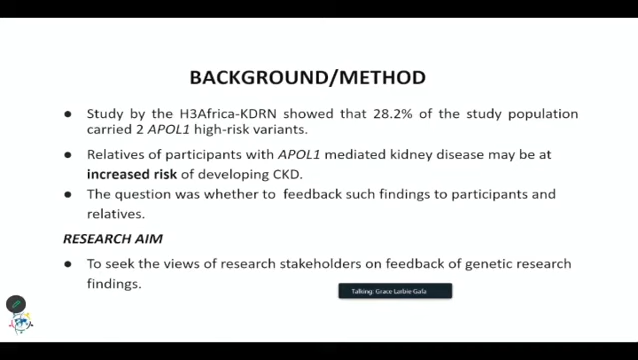 BACKGROUND/METHOD
● Study by the H3Africa-KDRN showed that 28.2% of the study population
carried 2 APOL1 high-risk variants.
● Relatives of participants with APOL1 mediated kidney disease may be at
increased risk of developing CKD.
● The question was whether to feedback such findings to participants and
relatives.
RESEARCH AIM
● To seek the views of research stakeholders on feedback of genetic research
findings.
Talking: Grace Larbie Gafa